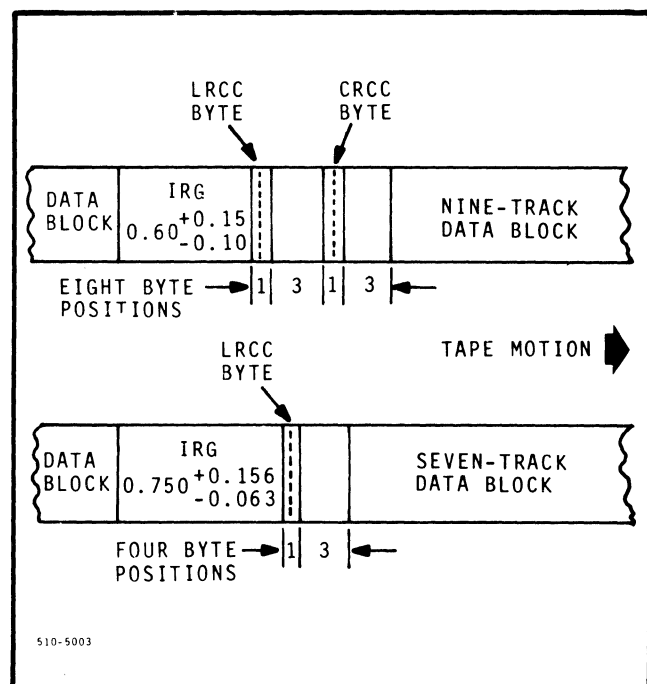 LRCC
BYTE
CRCC
BYTE
DATA
BLOCK
IRG
0.60 +0.15
-0.10
NINE-TRACK
DATA BLOCK
EIGHT BYTE
POSITIONS
1 3 1 3
TAPE MOTION
LRCC
BYTE
DATA
BLOCK
IRG
0.750 +0.156
-0.063
SEVEN-TRACK
DATA BLOCK
FOUR BYTE
POSITIONS
1 3
510-5003